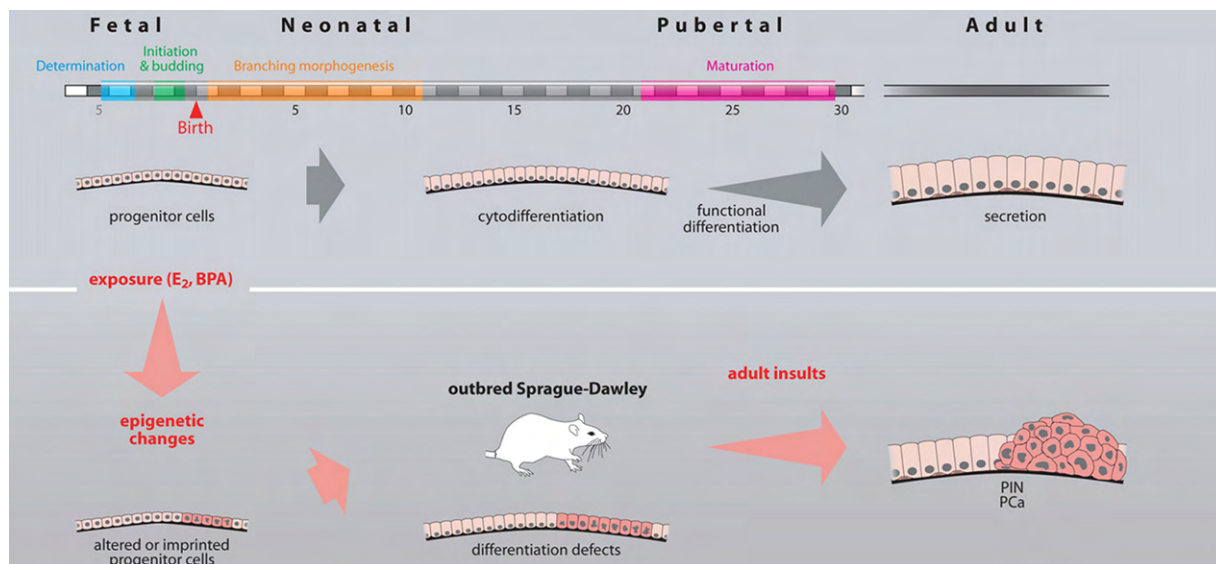 Fetal Neonatal Pubertal Adult
Determination
Initiation
& budding
Branching morphogenesis
Maturation
5 5 10 15 20 25 30
Birth
progenitor cells
cytodifferentiation
functional
differentiation
secretion
exposure (E₂, BPA)
epigenetic
changes
outbred Sprague-Dawley
adult insults
PIN
PCa
altered or imprinted
progenitor cells
differentiation defects